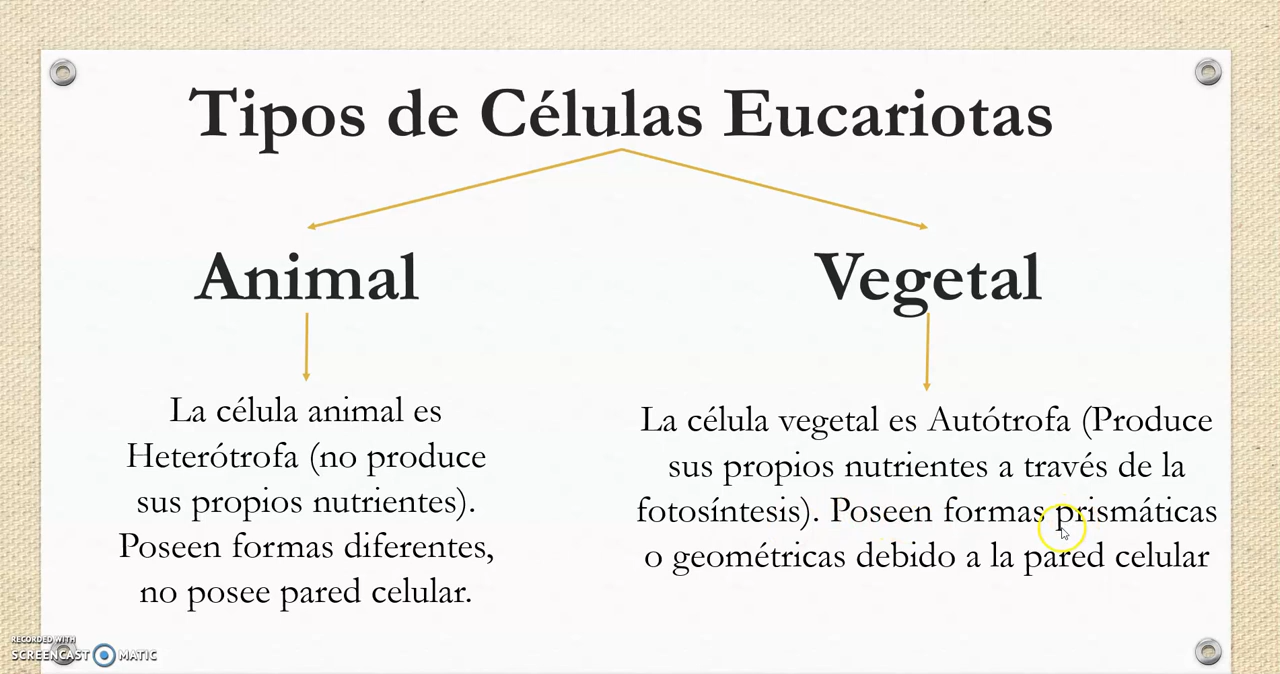 Tipos de Células Eucariotas
Animal
Vegetal
La célula animal es
Heterótrofa (no produce
sus propios nutrientes).
Poseen formas diferentes,
no posee pared celular.
La célula vegetal es Autótrofa (Produce
sus propios nutrientes a través de la
fotosíntesis). Poseen formas prismáticas
o geométricas debido a la pared celular
RECORDED WITH
SCREENCAST MATIC